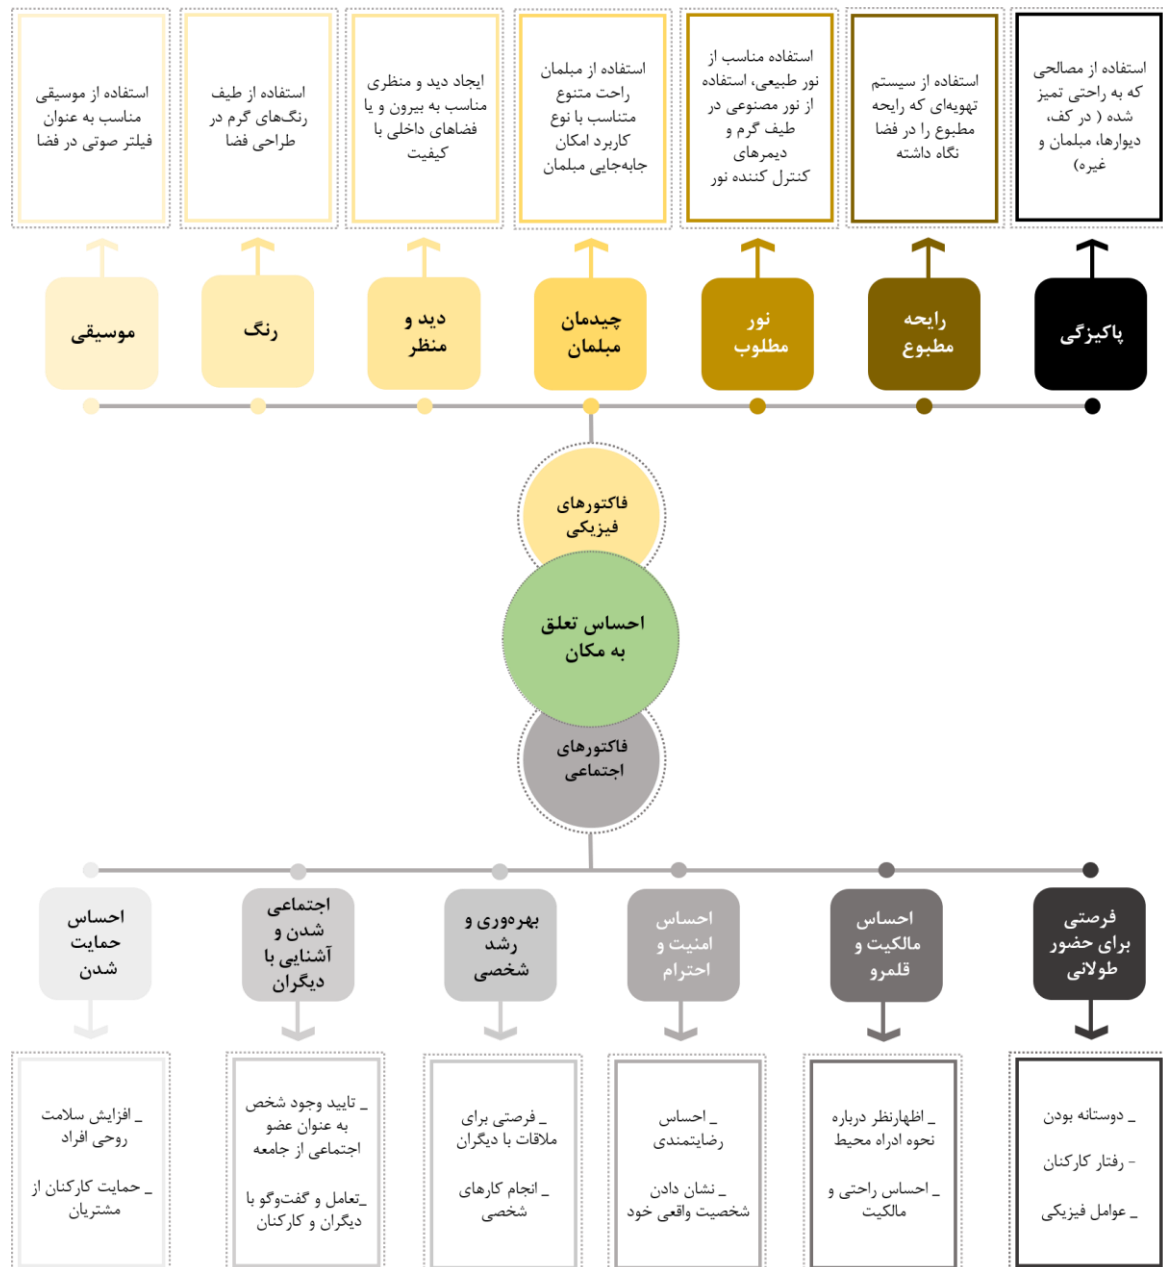 استفاده از مصالحی
که به راحتی تمیز
شده ( در کف،
دیوارها، مبلمان و
غیره)
استفاده از سیستم
تهویه‌ای که رایحه
مطبوع را در فضا
نگاه داشته
استفاده مناسب از
نور طبیعی، استفاده
از نور مصنوعی در
طیف گرم و
دیمرهای
کنترل کننده نور
استفاده از مبلمان
راحت متنوع
متناسب با نوع
کاربرد امکان
جابه‌جایی مبلمان
ایجاد دید و منظری
مناسب به بیرون و یا
فضاهای داخلی با
کیفیت
استفاده از طیف
رنگ‌های گرم در
طراحی فضا
استفاده از موسیقی
مناسب به عنوان
فیلتر صوتی در فضا
پاکیزگی
رایحه
مطبوع
نور
مطلوب
چیدمان
مبلمان
دید و
منظر
رنگ
موسیقی
فاکتورهای
فیزیکی
احساس تعلق
به مکان
فاکتورهای
اجتماعی
فرصتی
برای حضور
طولانی
احساس
مالکیت و
قلمرو
احساس
امنیت و
احترام
بهره‌وری و
رشد
شخصی
اجتماعی
شدن و
آشنایی با
دیگران
احساس
حمایت
شدن
_ دوستانه بودن
- رفتار کارکنان
_ عوامل فیزیکی
_ اظهارنظر درباره
نحوه ادراه محیط
_ احساس راحتی و
مالکیت
_ احساس
رضایتمندی
_ نشان دادن
شخصیت واقعی خود
_ فرصتی برای
ملاقات با دیگران
_ انجام کارهای
شخصی
_ تایید وجود شخص
به عنوان عضو
اجتماعی از جامعه
_تعامل و گفت‌وگو با
دیگران و کارکنان
_ افزایش سلامت
روحی افراد
_ حمایت کارکنان از
مشتریان